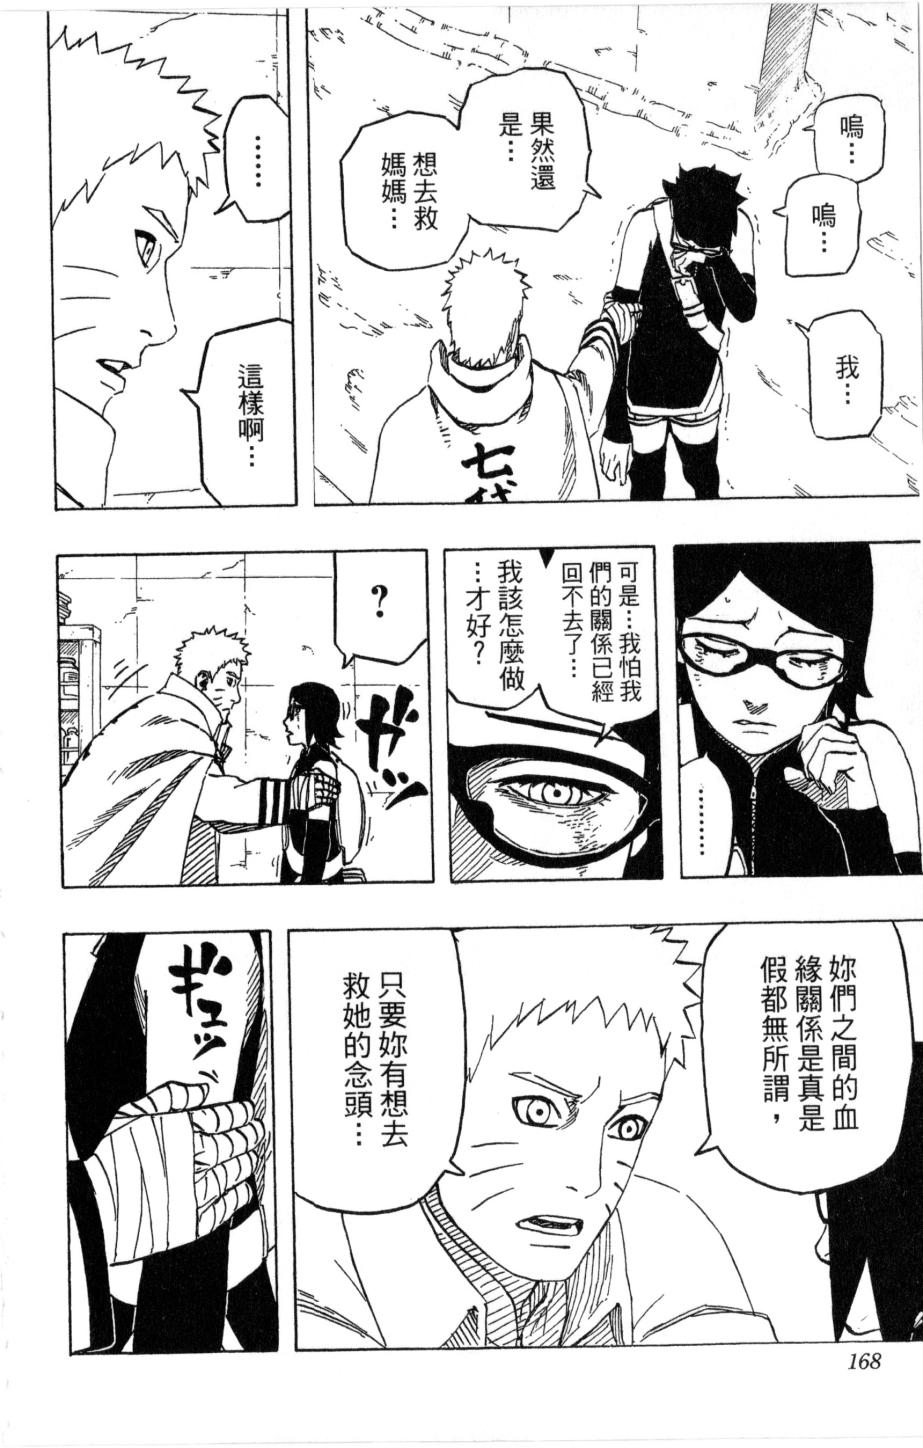 嗚…
嗚…
我…
果然還
是…
想去救
媽媽…
七代
……
這樣啊…
………
可是…我怕我
們的關係已經
回不去了…
我該怎麼做
…才好？
？
ガッ
妳們之間的血
緣關係是真是
假都無所謂，
只要妳有想去
救她的念頭…
ギュッ
168